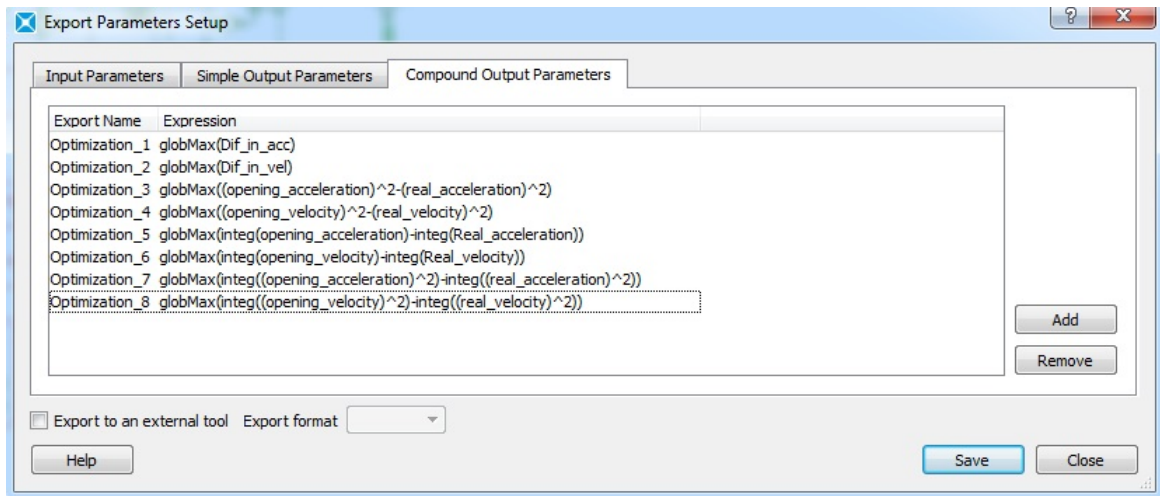 Export Parameters Setup
? X
Input Parameters Simple Output Parameters Compound Output Parameters
Export Name Expression
Optimization_1 globMax(Dif_in_acc)
Optimization_2 globMax(Dif_in_vel)
Optimization_3 globMax((opening_acceleration)^2-(real_acceleration)^2)
Optimization_4 globMax((opening_velocity)^2-(real_velocity)^2)
Optimization_5 globMax(integ(opening_acceleration)-integ(Real_acceleration))
Optimization_6 globMax(integ(opening_velocity)-integ(Real_velocity))
Optimization_7 globMax(integ((opening_acceleration)^2)-integ((real_acceleration)^2))
Optimization_8 globMax(integ((opening_velocity)^2)-integ((real_velocity)^2))
Add
Remove
Export to an external tool Export format
Help Save Close